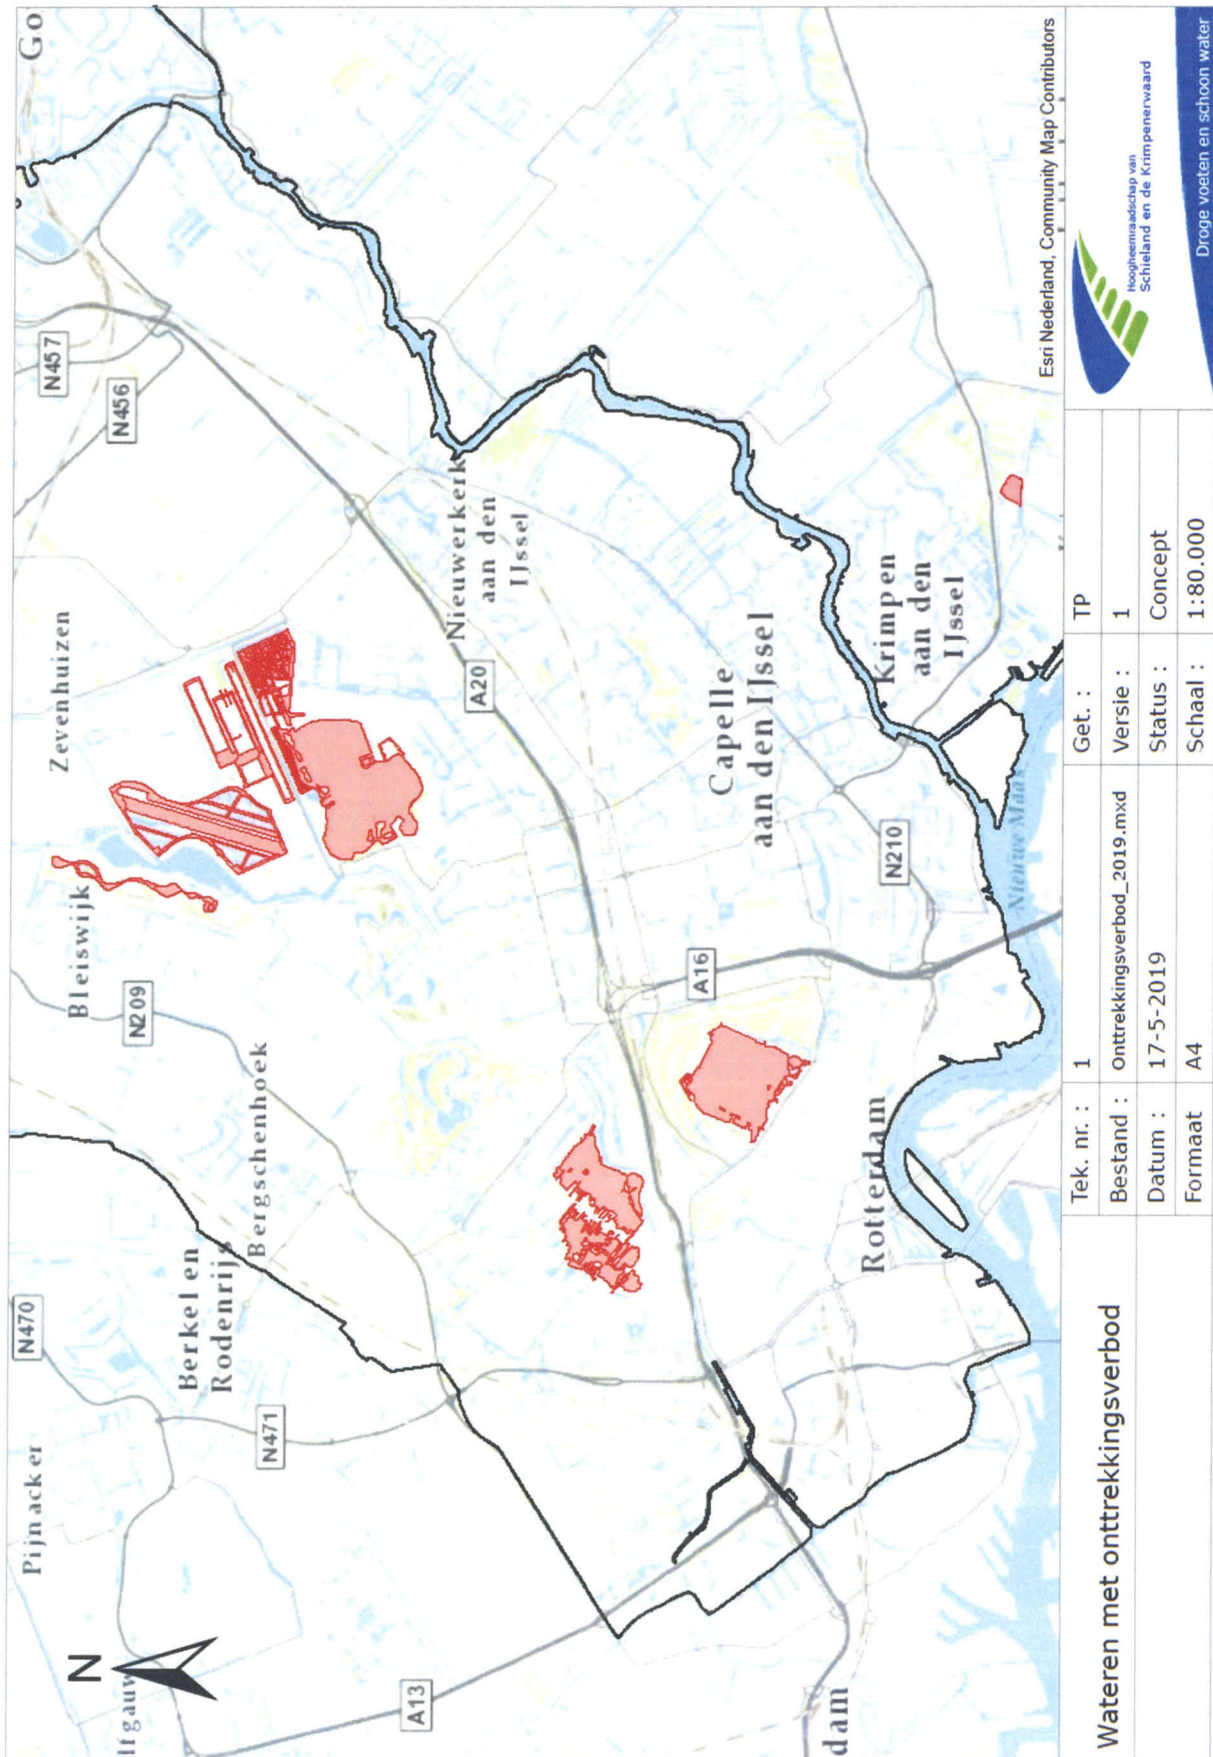 Pijnacker
N470
Go
N457
Zevenhuizen
Bleiswijk
N
N456
lfgauw
N209
Berkel en
Rodenrijs
Bergschenhoek
N471
A13
Nieuwerkerk
aan den
IJssel
A20
A16
Capelle
aan den IJssel
dam
Rotterdam
N210
Krimpen
aan den
IJssel
Nieuwe Maas
Esri Nederland, Community Map Contributors
Wateren met onttrekkingsverbod
Tek. nr. : 1
Get. : TP
Bestand : Onttrekkingsverbod_2019.mxd
Versie : 1
Datum : 17-5-2019
Status : Concept
Formaat A4
Schaal : 1:80.000
Hoogheemraadschap van
Schieland en de Krimpenerwaard
Droge voeten en schoon water